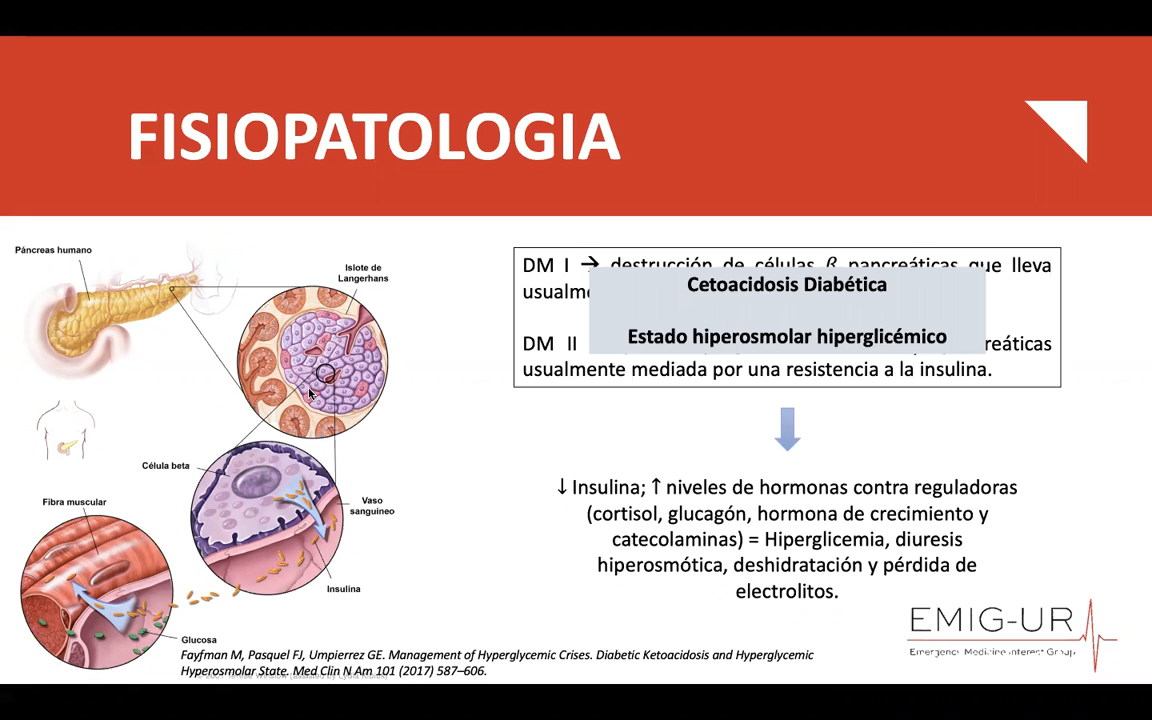 FISIOPATOLOGIA
Páncreas humano
Islote de
Langerhans
Célula beta
Fibra muscular
Vaso
sanguíneo
Insulina
Glucosa
DM I → destrucción de células β pancreáticas que lleva
Cetoacidosis Diabética
Estado hiperosmolar hiperglicémico
DM II
usualmente mediada por una resistencia a la insulina.
↓ Insulina; ↑ niveles de hormonas contra reguladoras
(cortisol, glucagón, hormona de crecimiento y
catecolaminas) = Hiperglicemia, diuresis
hiperosmótica, deshidratación y pérdida de
electrolitos.
EMIG-UR
Emergency Medicine Interest Group
Fayfman M, Pasquel FJ, Umpierrez GE. Management of Hyperglycemic Crises. Diabetic Ketoacidosis and Hyperglycemic
Hyperosmolar State. Med Clin N Am 101 (2017) 587–606.